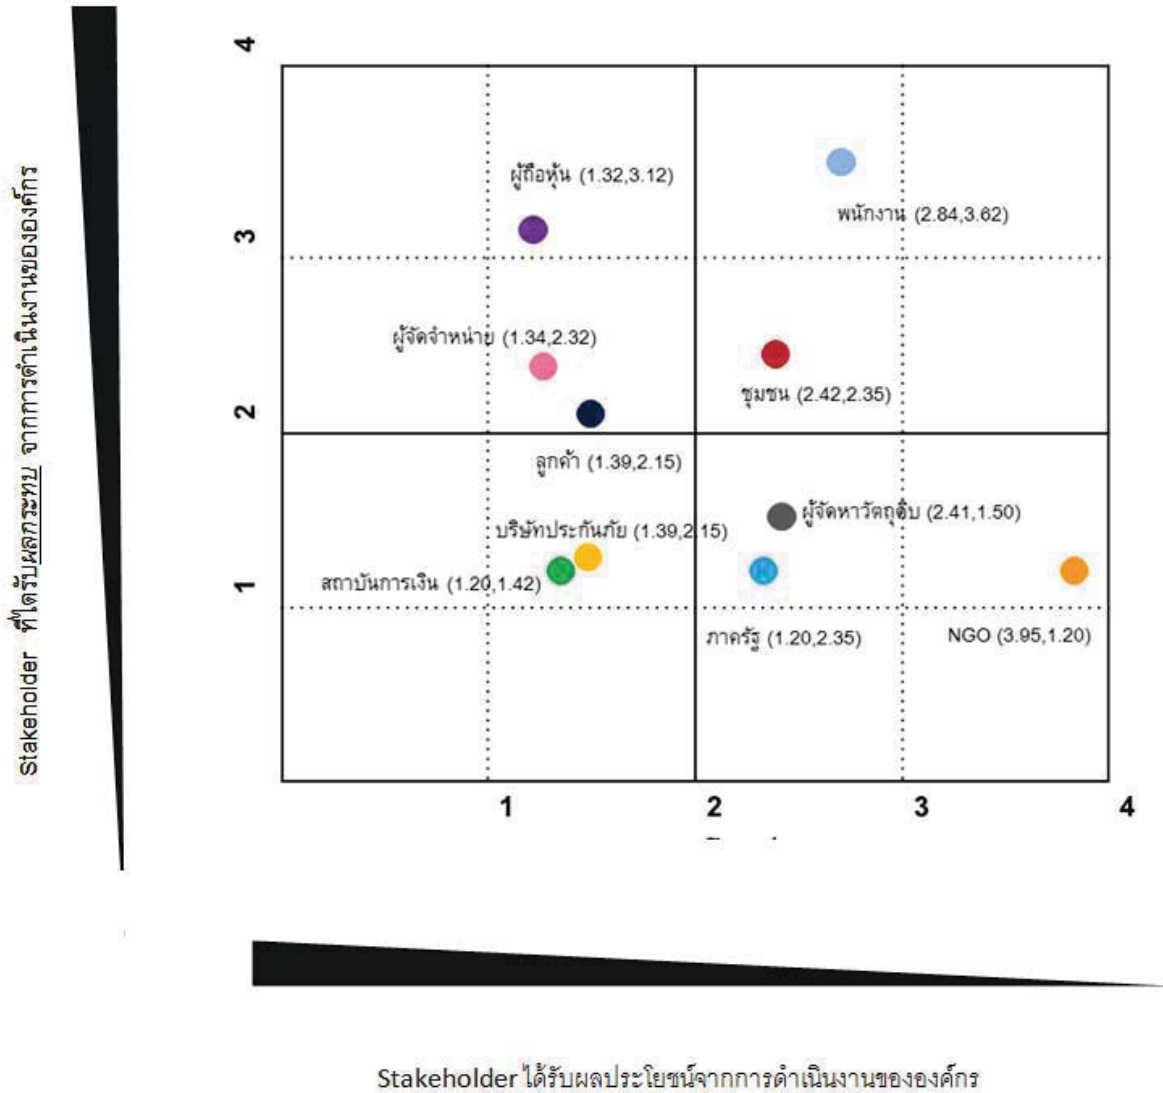 4
ผู้ถือหุ้น (1.32,3.12)
พนักงาน (2.84,3.62)
3
ผู้จัดจำหน่าย (1.34,2.32)
ชุมชน (2.42,2.35)
2
ลูกค้า (1.39,2.15)
ผู้จัดหาวัตถุดิบ (2.41,1.50)
บริษัทประกันภัย (1.39,2.15)
สถาบันการเงิน (1.20,1.42)
1
ภาครัฐ (1.20,2.35)
NGO (3.95,1.20)
1 2 3 4
Stakeholder ที่ได้รับผลกระทบ จากการดำเนินงานขององค์กร
Stakeholder ได้รับผลประโยชน์จากการดำเนินงานขององค์กร